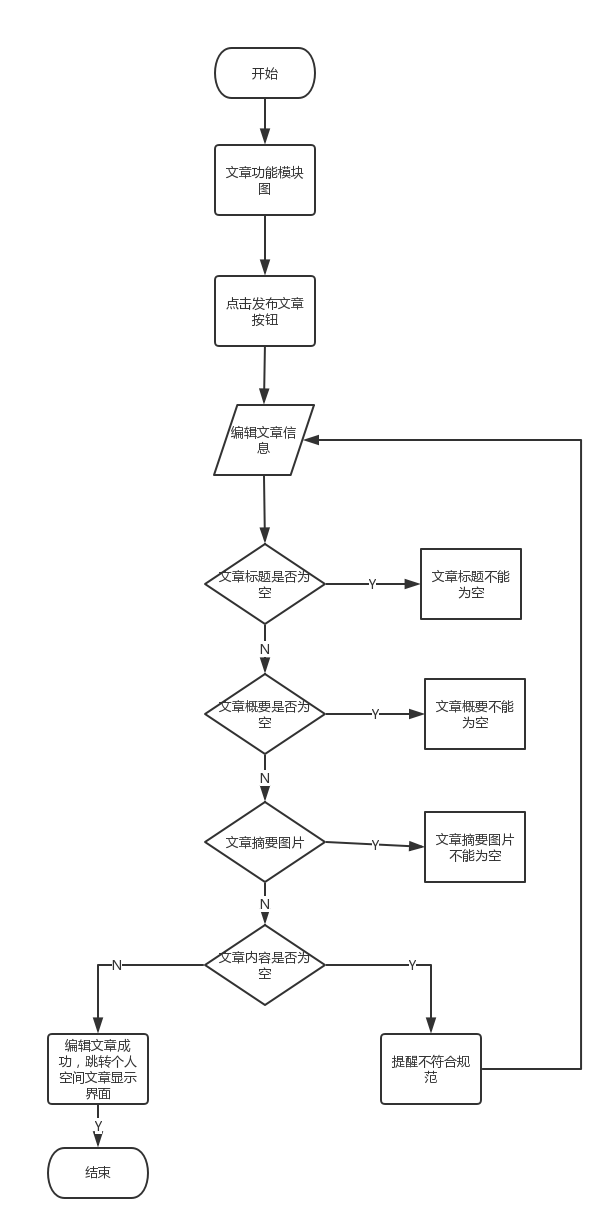 开始
文章功能模块
图
点击发布文章
按钮
编辑文章信
息
文章标题是否为
空
Y
文章标题不能
为空
N
文章概要是否为
空
Y
文章概要不能
为空
N
文章摘要图片
Y
文章摘要图片
不能为空
N
文章内容是否为
空
N
Y
编辑文章成
功，跳转个人
空间文章显示
界面
提醒不符合规
范
Y
结束